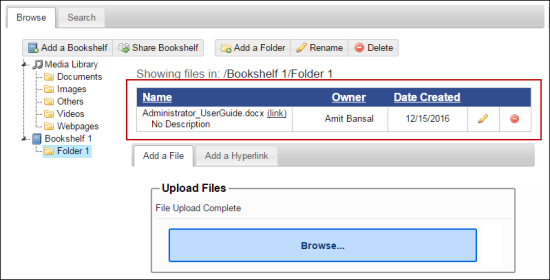 Browse Search
Add a Bookshelf Share Bookshelf Add a Folder Rename Delete
Media Library
Documents
Images
Others
Videos
Webpages
Bookshelf 1
Folder 1
Showing files in: /Bookshelf 1/Folder 1
Name Owner Date Created
Administrator_UserGuide.docx (link) Amit Bansal 12/15/2016
No Description
Add a File Add a Hyperlink
Upload Files
File Upload Complete
Browse...